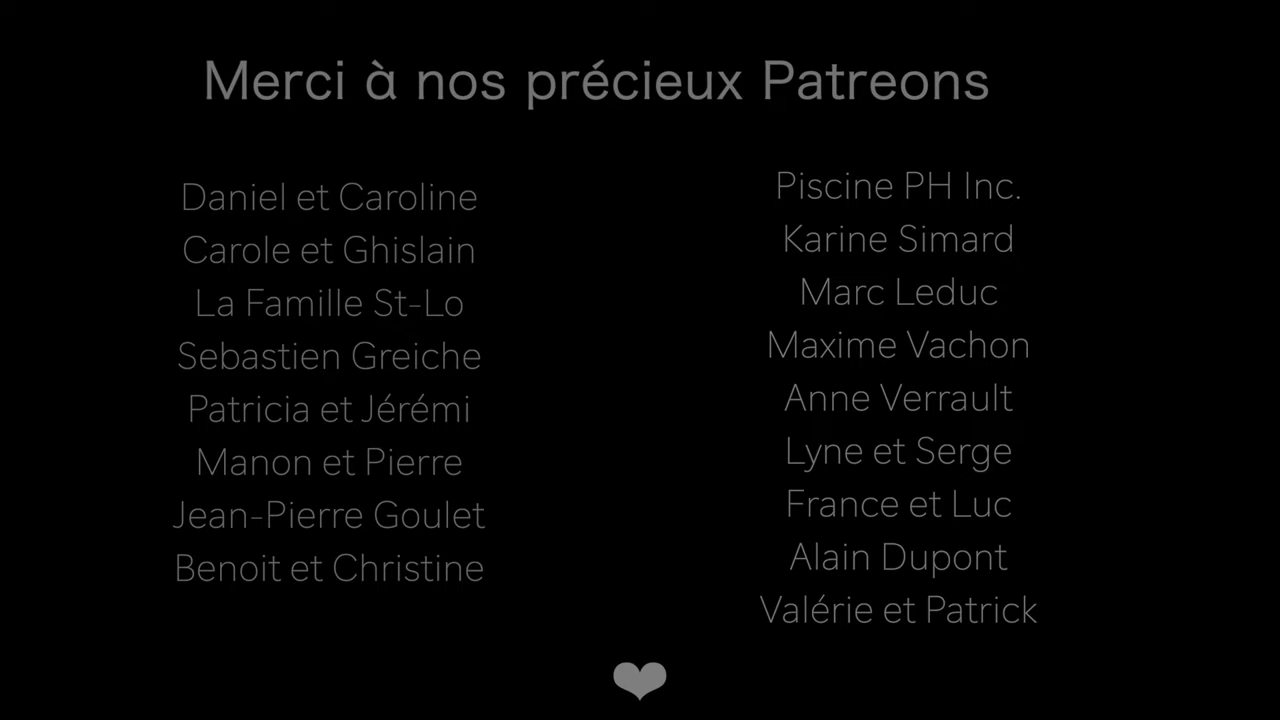 Merci à nos précieux Patreons
Daniel et Caroline
Carole et Ghislain
La Famille St-Lo
Sebastien Greiche
Patricia et Jérémi
Manon et Pierre
Jean-Pierre Goulet
Benoit et Christine
Piscine PH Inc.
Karine Simard
Marc Leduc
Maxime Vachon
Anne Verrault
Lyne et Serge
France et Luc
Alain Dupont
Valérie et Patrick